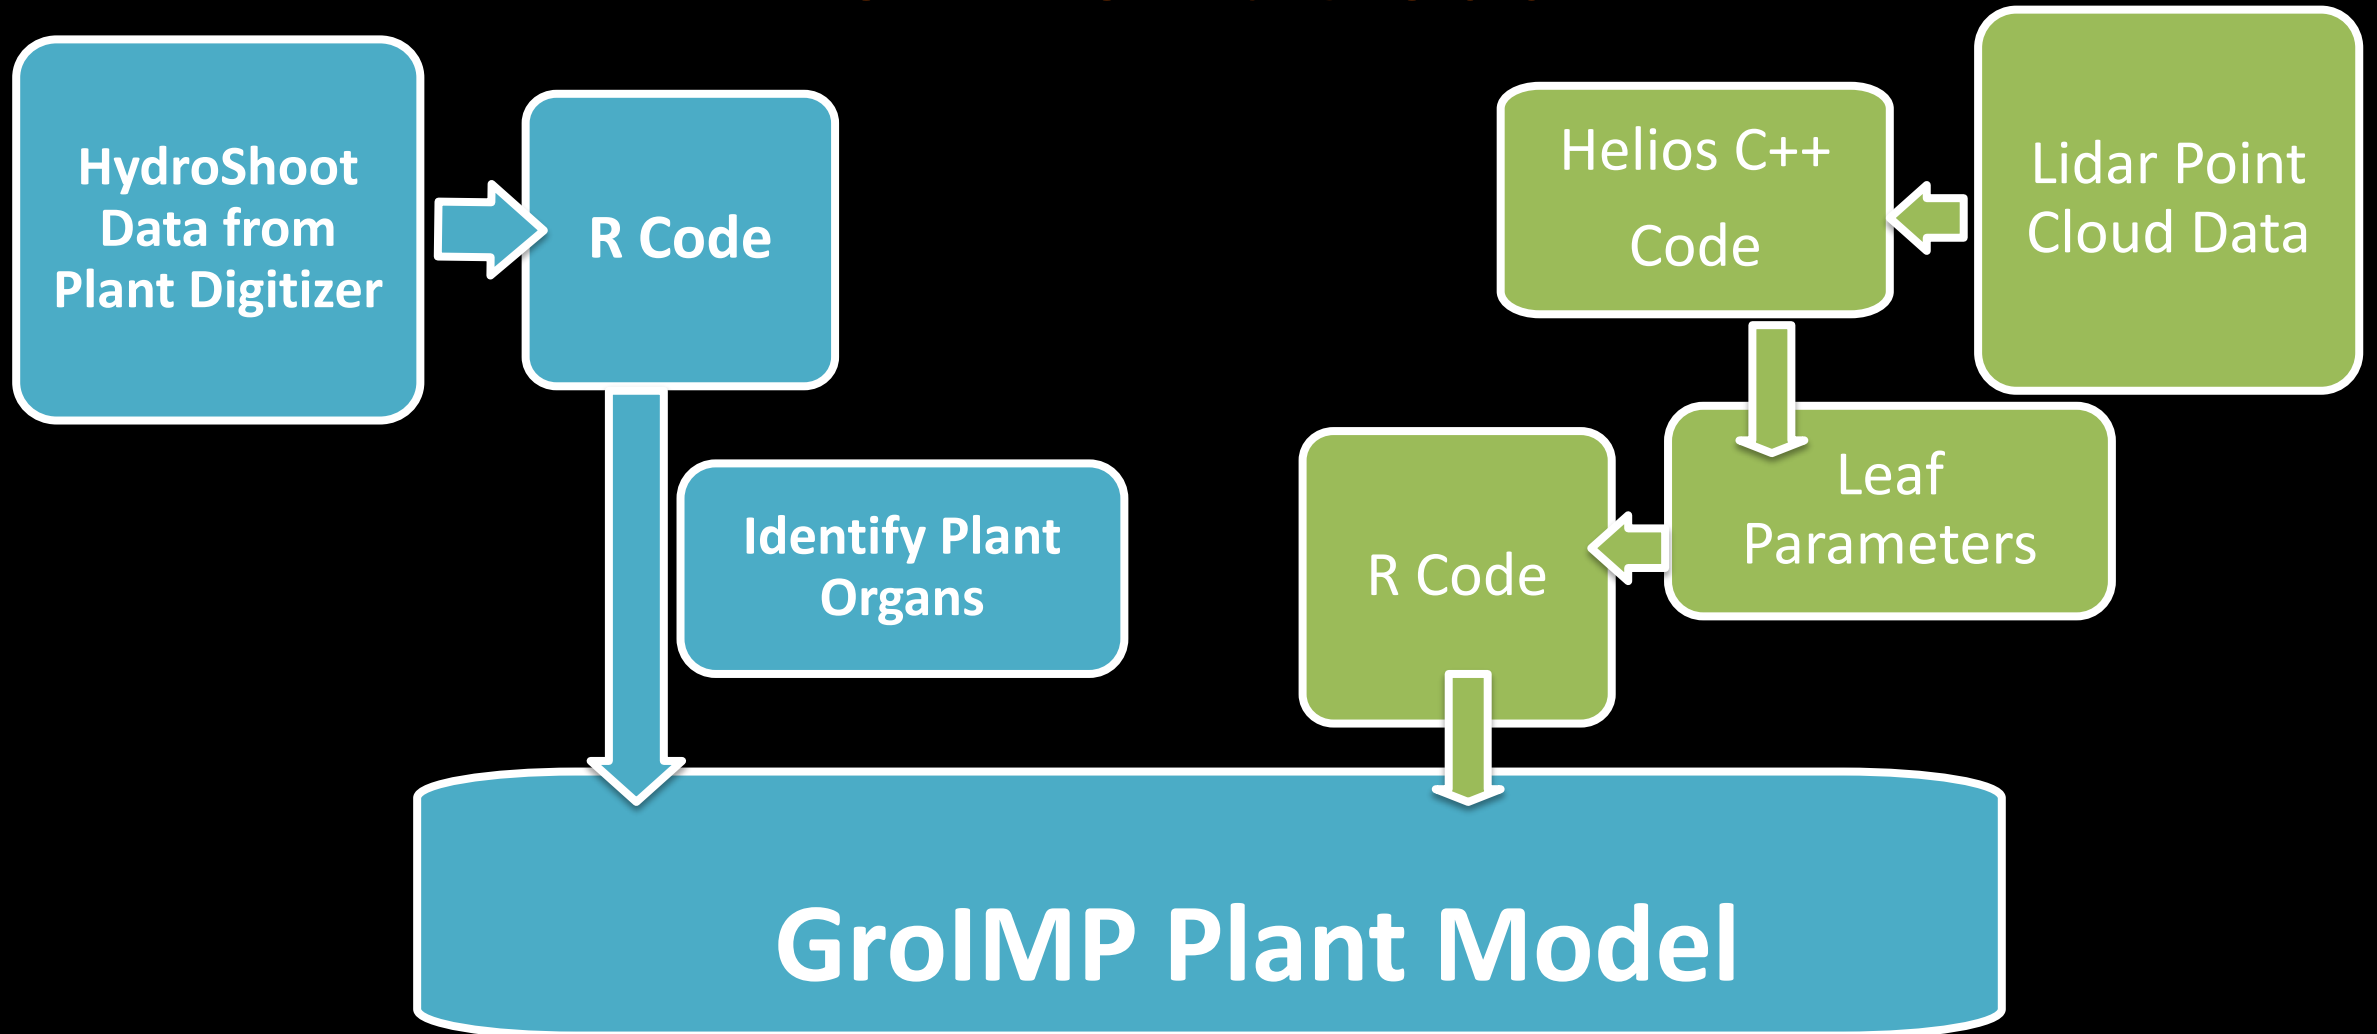 HydroShoot
Data from
Plant Digitizer
R Code
Helios C++
Code
Lidar Point
Cloud Data
Identify Plant
Organs
R Code
Leaf
Parameters
GroIMP Plant Model